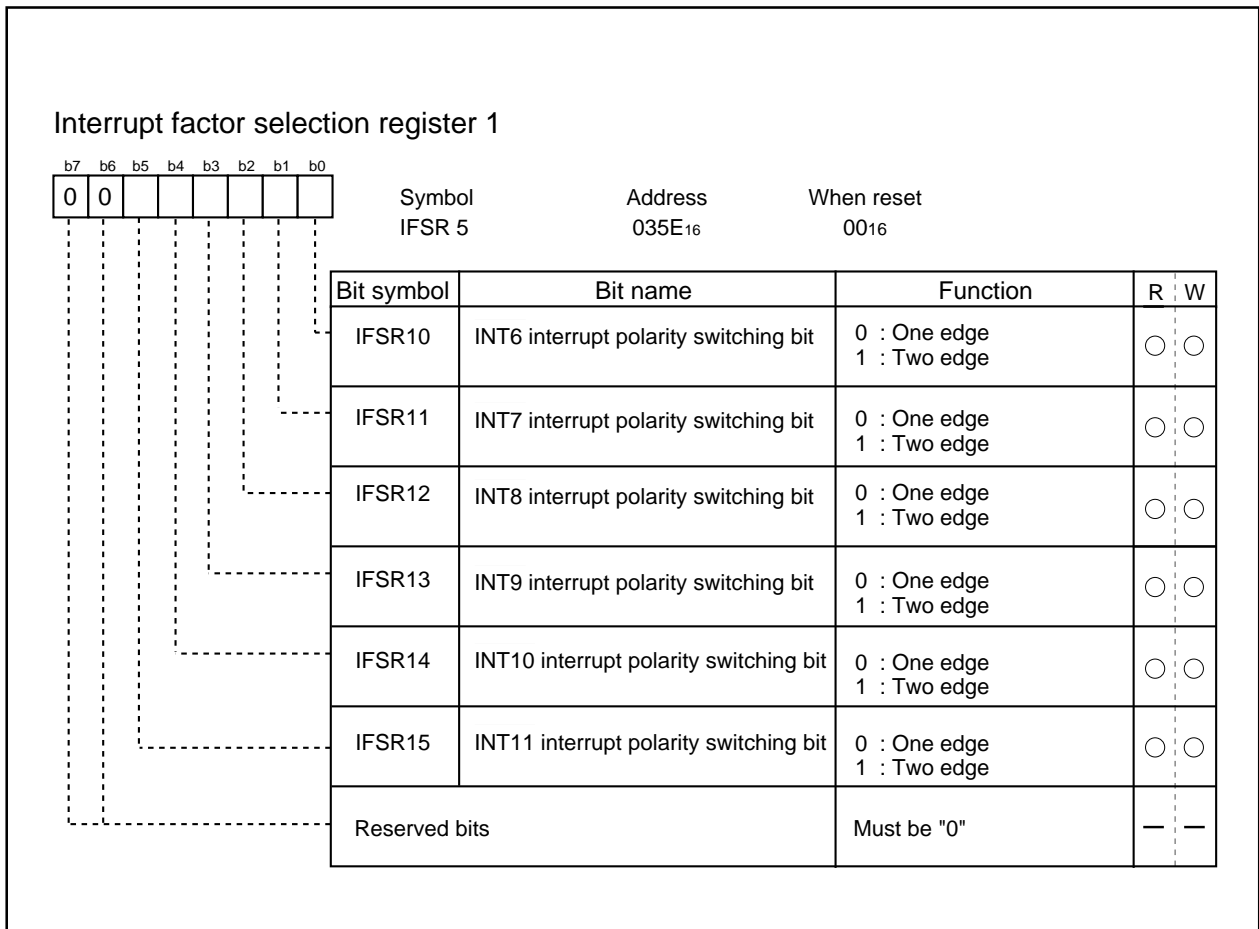 Interrupt factor selection register 1
b7 b6 b5 b4 b3 b2 b1 b0
0 0
Symbol Address When reset
IFSR 5 035E16 0016
Bit symbol Bit name Function R W
IFSR10 INT6 interrupt polarity switching bit 0 : One edge
1 : Two edge
IFSR11 INT7 interrupt polarity switching bit 0 : One edge
1 : Two edge
IFSR12 INT8 interrupt polarity switching bit 0 : One edge
1 : Two edge
IFSR13 INT9 interrupt polarity switching bit 0 : One edge
1 : Two edge
IFSR14 INT10 interrupt polarity switching bit 0 : One edge
1 : Two edge
IFSR15 INT11 interrupt polarity switching bit 0 : One edge
1 : Two edge
Reserved bits Must be "0" — —